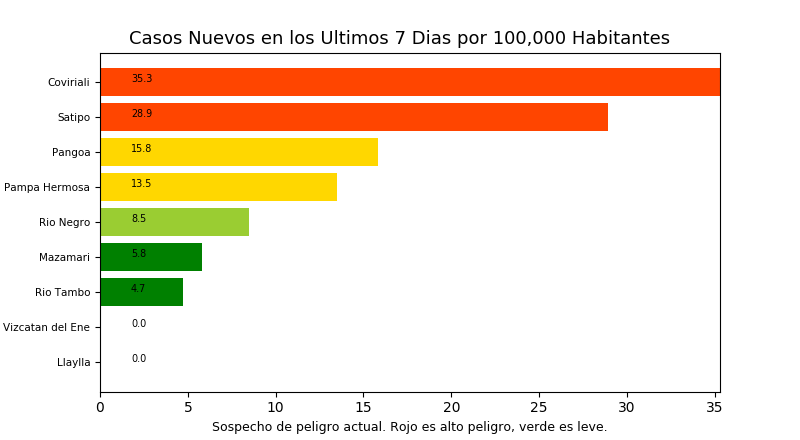 Casos Nuevos en los Ultimos 7 Dias por 100,000 Habitantes
Coviriali 35.3
Satipo 28.9
Pangoa 15.8
Pampa Hermosa 13.5
Rio Negro 8.5
Mazamari 5.8
Rio Tambo 4.7
Vizcatan del Ene 0.0
Llaylla 0.0
0 5 10 15 20 25 30 35
Sospecho de peligro actual. Rojo es alto peligro, verde es leve.